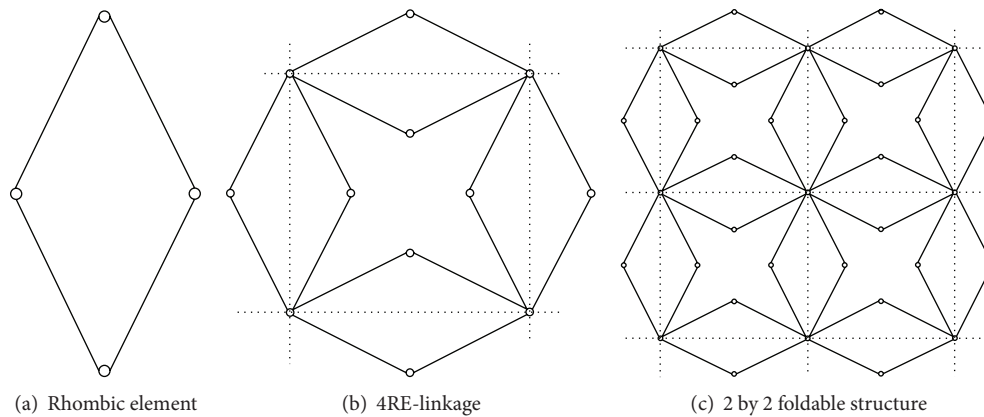 (a) Rhombic element
(b) 4RE-linkage
(c) 2 by 2 foldable structure